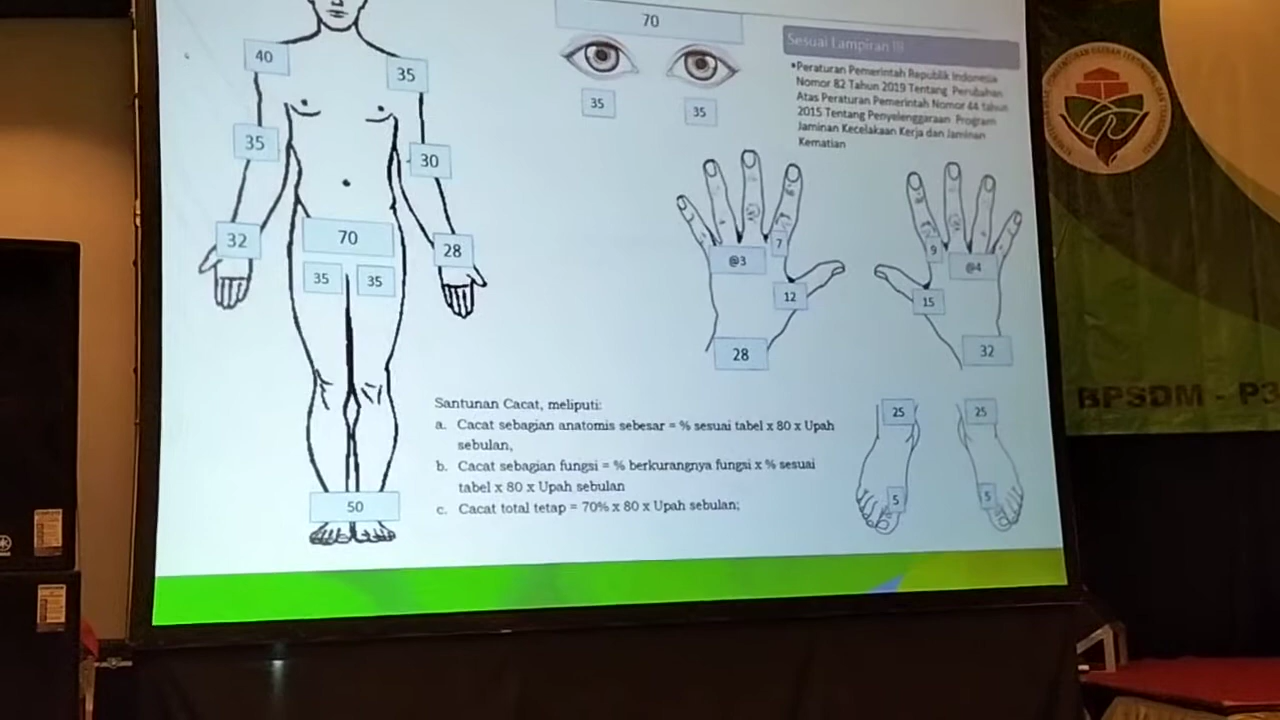 70
35
35
Sesuai Lampiran III
•Peraturan Pemerintah Republik Indonesia
Nomor 82 Tahun 2019 Tentang Perubahan
Atas Peraturan Pemerintah Nomor 44 tahun
2015 Tentang Penyelenggaraan Program
Jaminan Kecelakaan Kerja dan Jaminan
Kematian
40
35
35
30
32
28
70
35
35
50
@3
7
12
28
9
@4
15
32
Santunan Cacat, meliputi:
a. Cacat sebagian anatomis sebesar = % sesuai tabel x 80 x Upah
sebulan,
b. Cacat sebagian fungsi = % berkurangnya fungsi x % sesuai
tabel x 80 x Upah sebulan
c. Cacat total tetap = 70% x 80 x Upah sebulan;
25
25
5
5
BPSDM - P3